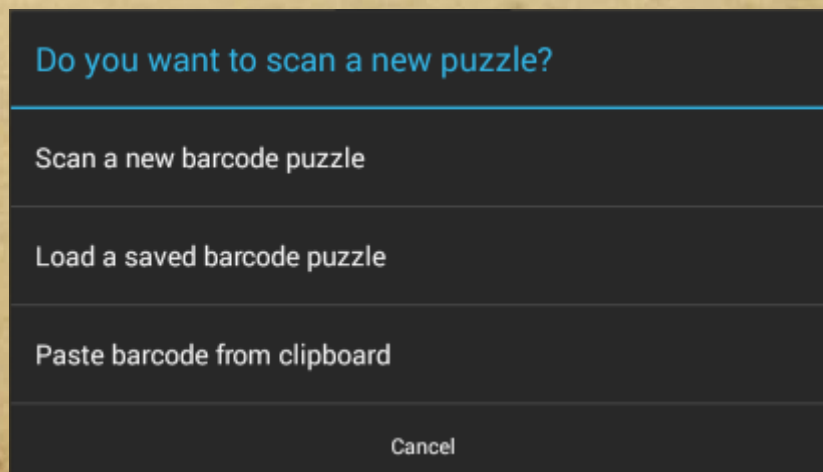 Do you want to scan a new puzzle?
Scan a new barcode puzzle
Load a saved barcode puzzle
Paste barcode from clipboard
Cancel